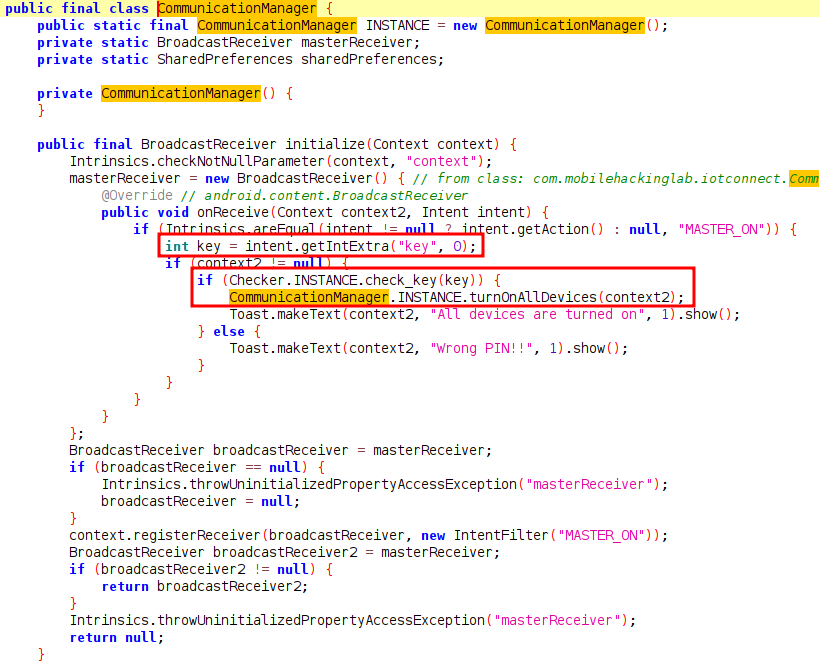 public final class CommunicationManager {
    public static final CommunicationManager INSTANCE = new CommunicationManager();
    private static BroadcastReceiver masterReceiver;
    private static SharedPreferences sharedPreferences;

    private CommunicationManager() {
    }

    public final BroadcastReceiver initialize(Context context) {
        Intrinsics.checkNotNullParameter(context, "context");
        masterReceiver = new BroadcastReceiver() { // from class: com.mobilehackinglab.iotconnect.Comm
            @Override // android.content.BroadcastReceiver
            public void onReceive(Context context2, Intent intent) {
                if (Intrinsics.areEqual(intent != null ? intent.getAction() : null, "MASTER_ON")) {
                    int key = intent.getIntExtra("key", 0);
                    if (context2 != null) {
                        if (Checker.INSTANCE.check_key(key)) {
                            CommunicationManager.INSTANCE.turnOnAllDevices(context2);
                            Toast.makeText(context2, "All devices are turned on", 1).show();
                        } else {
                            Toast.makeText(context2, "Wrong PIN!!", 1).show();
                        }
                    }
                }
            }
        };
        BroadcastReceiver broadcastReceiver = masterReceiver;
        if (broadcastReceiver == null) {
            Intrinsics.throwUninitializedPropertyAccessException("masterReceiver");
            broadcastReceiver = null;
        }
        context.registerReceiver(broadcastReceiver, new IntentFilter("MASTER_ON"));
        BroadcastReceiver broadcastReceiver2 = masterReceiver;
        if (broadcastReceiver2 != null) {
            return broadcastReceiver2;
        }
        Intrinsics.throwUninitializedPropertyAccessException("masterReceiver");
        return null;
    }